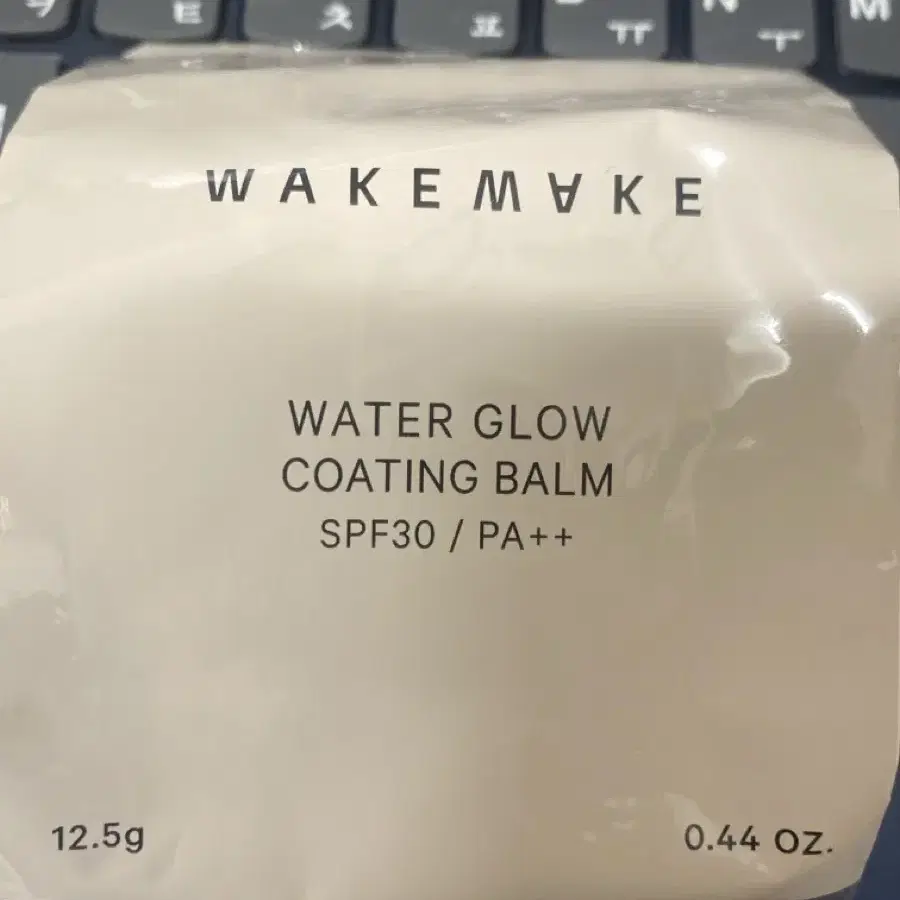 ㅋ ㅌ ㅊ ㅍ ㅠ N ㅜ M
WAKEMAKE
WATER GLOW
COATING BALM
SPF30 / PA++
12.5g 0.44 OZ.